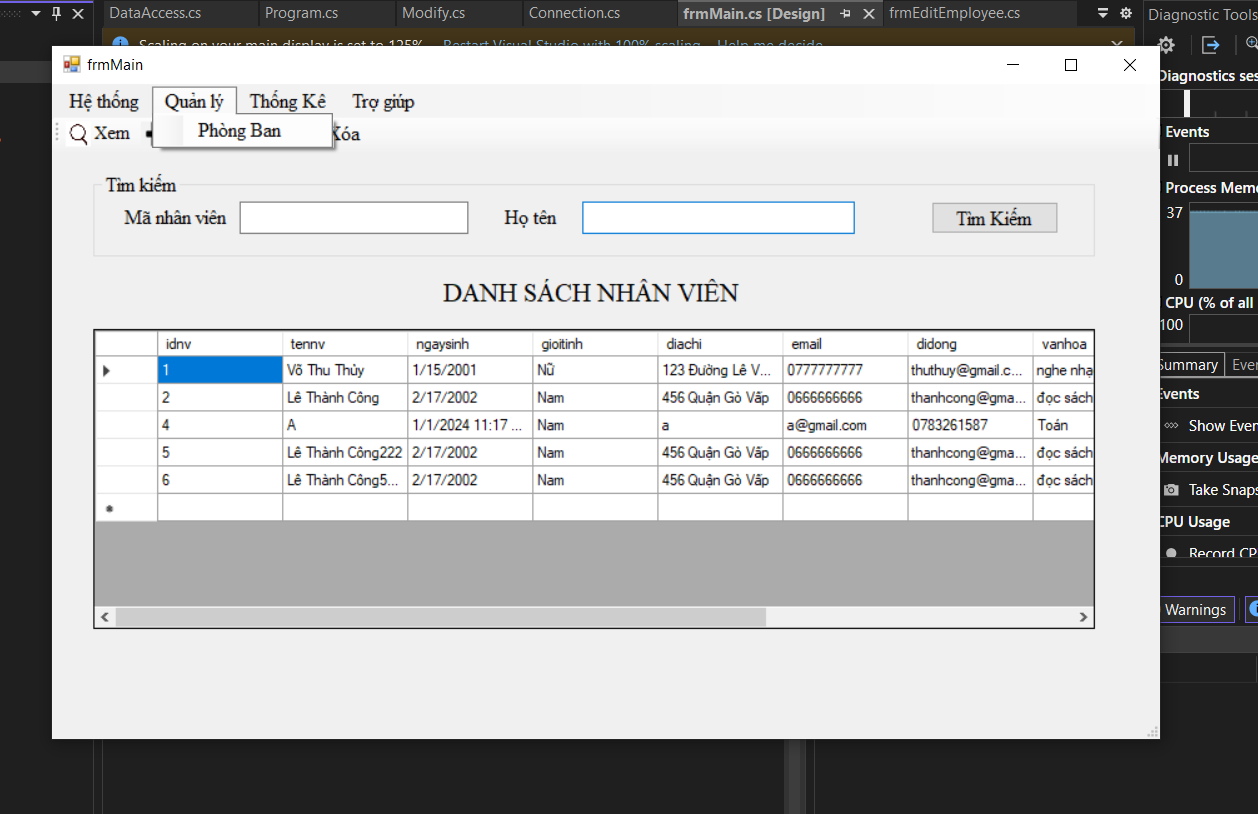 DataAccess.cs Program.cs Modify.cs Connection.cs frmMain.cs [Design] frmEditEmployee.cs
Diagnostic Tools
Scaling on your main display is set to 125%. Restart Visual Studio with 100% scaling Help me decide
frmMain
Diagnostics ses
Hệ thống Quản lý Thống Kê Trợ giúp
Xem Phòng Ban Xóa
Events
Process Memo
37
0
CPU (% of all
100
Tìm kiếm
Mã nhân viên Họ tên Tìm Kiếm
DANH SÁCH NHÂN VIÊN
idnv tennv ngaysinh gioitinh diachi email didong vanhoa
1 Võ Thu Thủy 1/15/2001 Nữ 123 Đường Lê V... 0777777777 thuthuy@gmail.c... nghe nhạ
2 Lê Thành Công 2/17/2002 Nam 456 Quận Gò Vấp 0666666666 thanhcong@gma... đọc sách
4 A 1/1/2024 11:17 ... Nam a a@gmail.com 0783261587 Toán
5 Lê Thành Công222 2/17/2002 Nam 456 Quận Gò Vấp 0666666666 thanhcong@gma... đọc sách
6 Lê Thành Công5... 2/17/2002 Nam 456 Quận Gò Vấp 0666666666 thanhcong@gma... đọc sách
Summary Even
Events
Show Even
Memory Usage
Take Snaps
CPU Usage
Record CP
Warnings